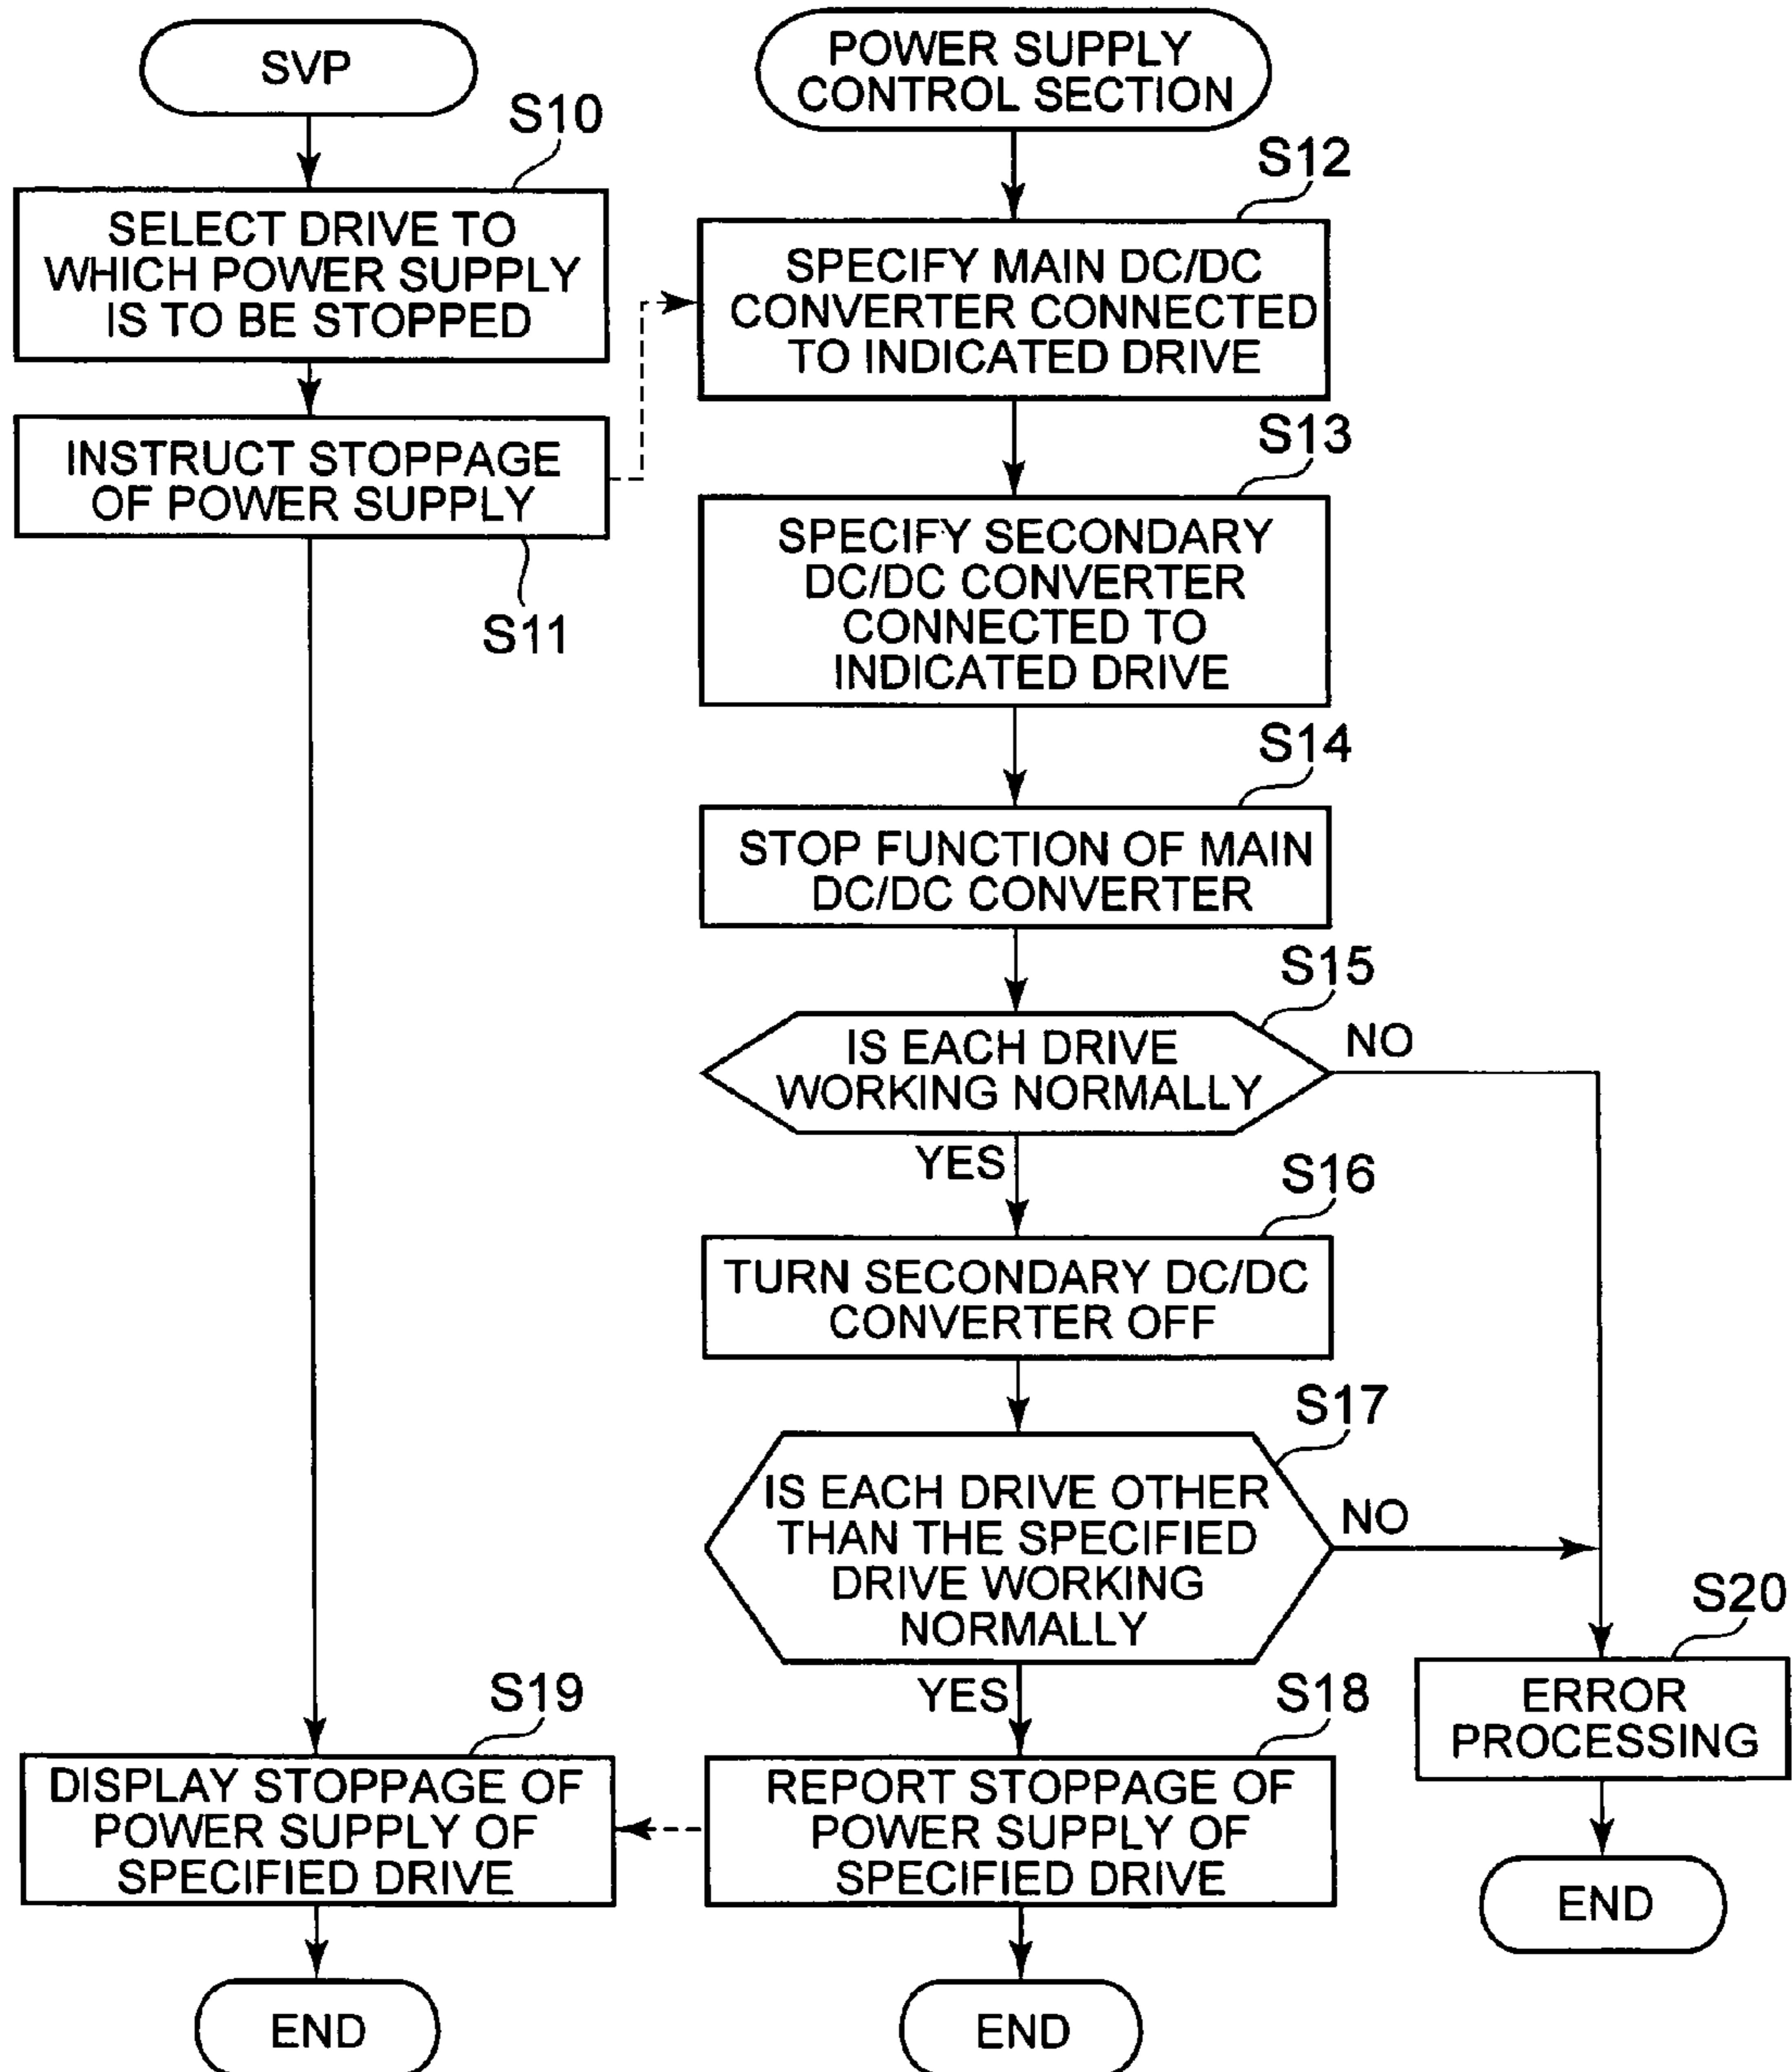 SVP
S10
SELECT DRIVE TO
WHICH POWER SUPPLY
IS TO BE STOPPED
INSTRUCT STOPPAGE
OF POWER SUPPLY
S11
POWER SUPPLY
CONTROL SECTION
S12
SPECIFY MAIN DC/DC
CONVERTER CONNECTED
TO INDICATED DRIVE
S13
SPECIFY SECONDARY
DC/DC CONVERTER
CONNECTED TO
INDICATED DRIVE
S14
STOP FUNCTION OF MAIN
DC/DC CONVERTER
S15
IS EACH DRIVE
WORKING NORMALLY
NO
YES
S16
TURN SECONDARY DC/DC
CONVERTER OFF
S17
IS EACH DRIVE OTHER
THAN THE SPECIFIED
DRIVE WORKING
NORMALLY
NO
YES
S18
REPORT STOPPAGE OF
POWER SUPPLY OF
SPECIFIED DRIVE
END
S19
DISPLAY STOPPAGE OF
POWER SUPPLY OF
SPECIFIED DRIVE
END
S20
ERROR
PROCESSING
END